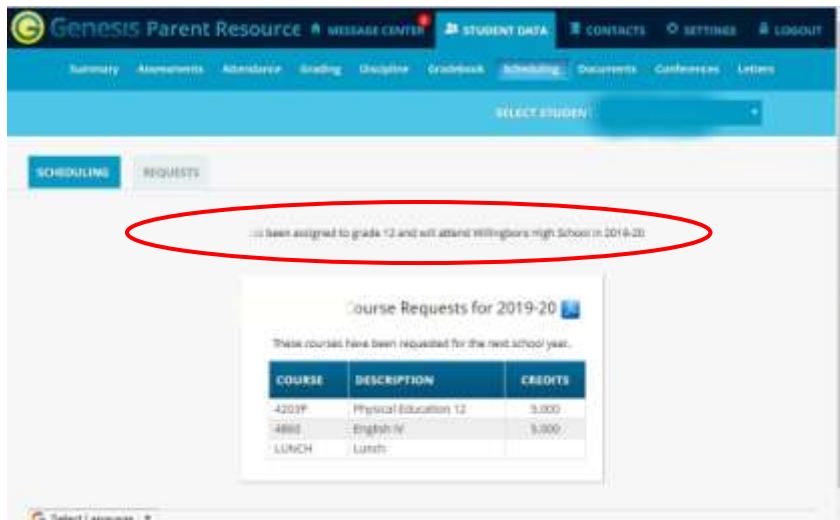 Genesis Parent Resource MESSAGE CENTER STUDENT DATA CONTACTS SETTINGS LOGOUT
Summary Assessments Attendance Grading Discipline Gradebook Scheduling Documents Conferences Letters
SELECT STUDENT
SCHEDULING REQUESTS
been assigned to grade 12 and will attend Willingboro High School in 2019-20
Course Requests for 2019-20
These courses have been requested for the next school year.
COURSE DESCRIPTION CREDITS
4203P Physical Education 12 5.000
English IV 5.000
LUNCH Lunch
Select Language